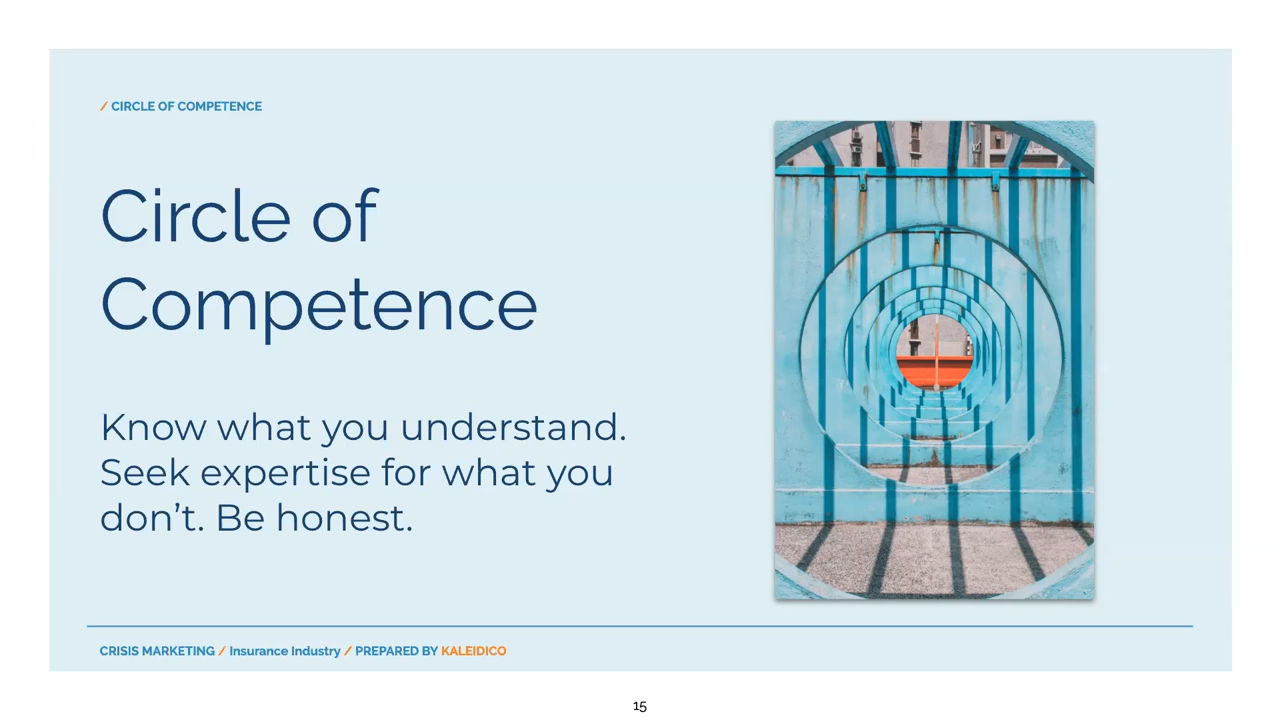 / CIRCLE OF COMPETENCE
Circle of
Competence
Know what you understand.
Seek expertise for what you
don’t. Be honest.
CRISIS MARKETING / Insurance Industry / PREPARED BY KALEIDICO
15